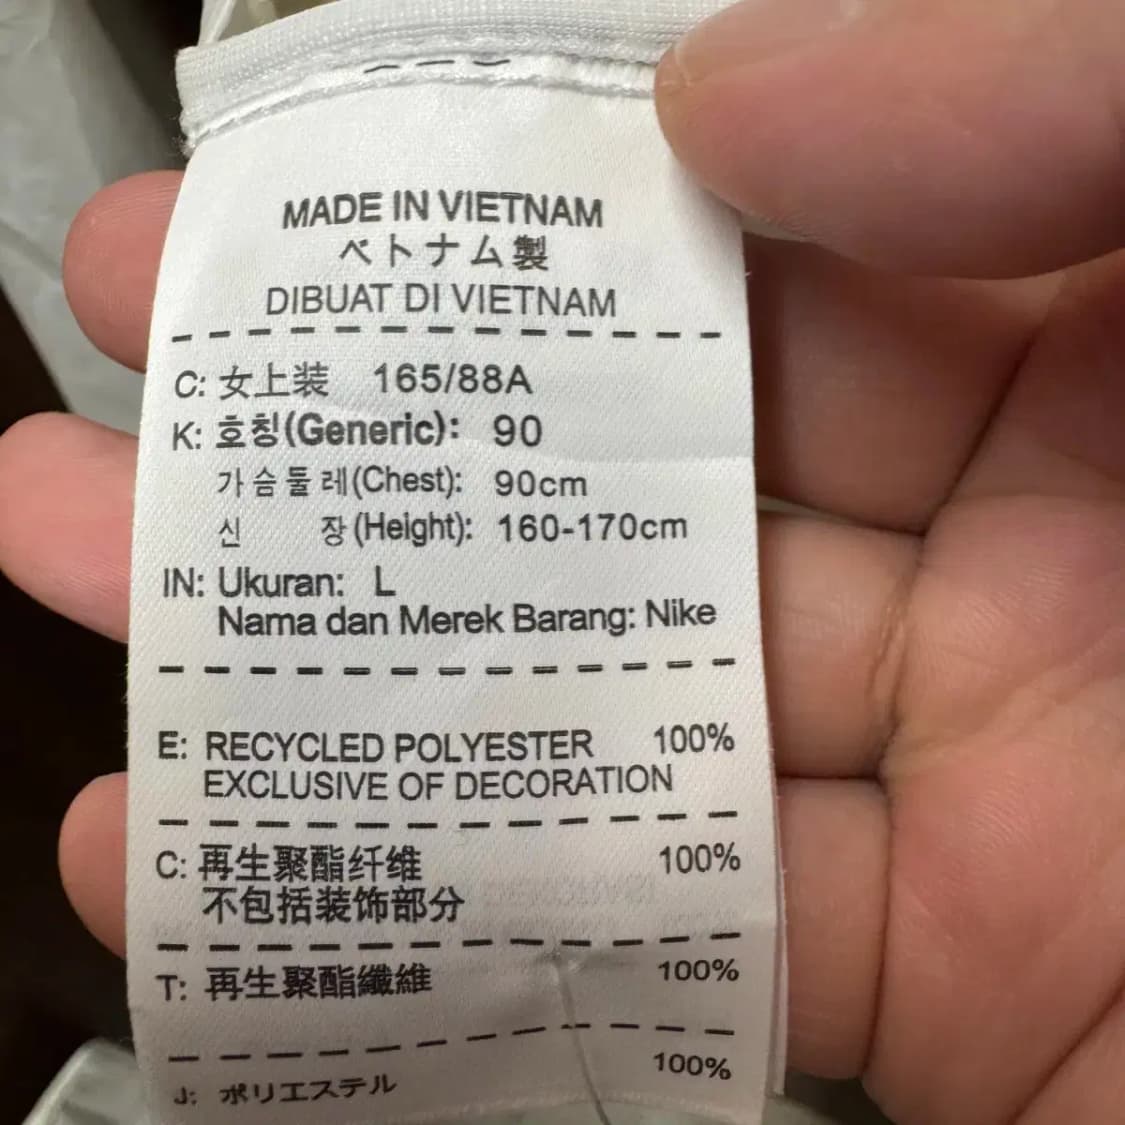 MADE IN VIETNAM
ベトナム製
DIBUAT DI VIETNAM
C: 女上装 165/88A
K: 호칭(Generic): 90
가슴둘레(Chest): 90cm
신 장(Height): 160-170cm
IN: Ukuran: L
Nama dan Merek Barang: Nike
E: RECYCLED POLYESTER 100%
EXCLUSIVE OF DECORATION
C: 再生聚酯纤维 100%
不包括装饰部分
T: 再生聚酯纖維 100%
J: ポリエステル 100%